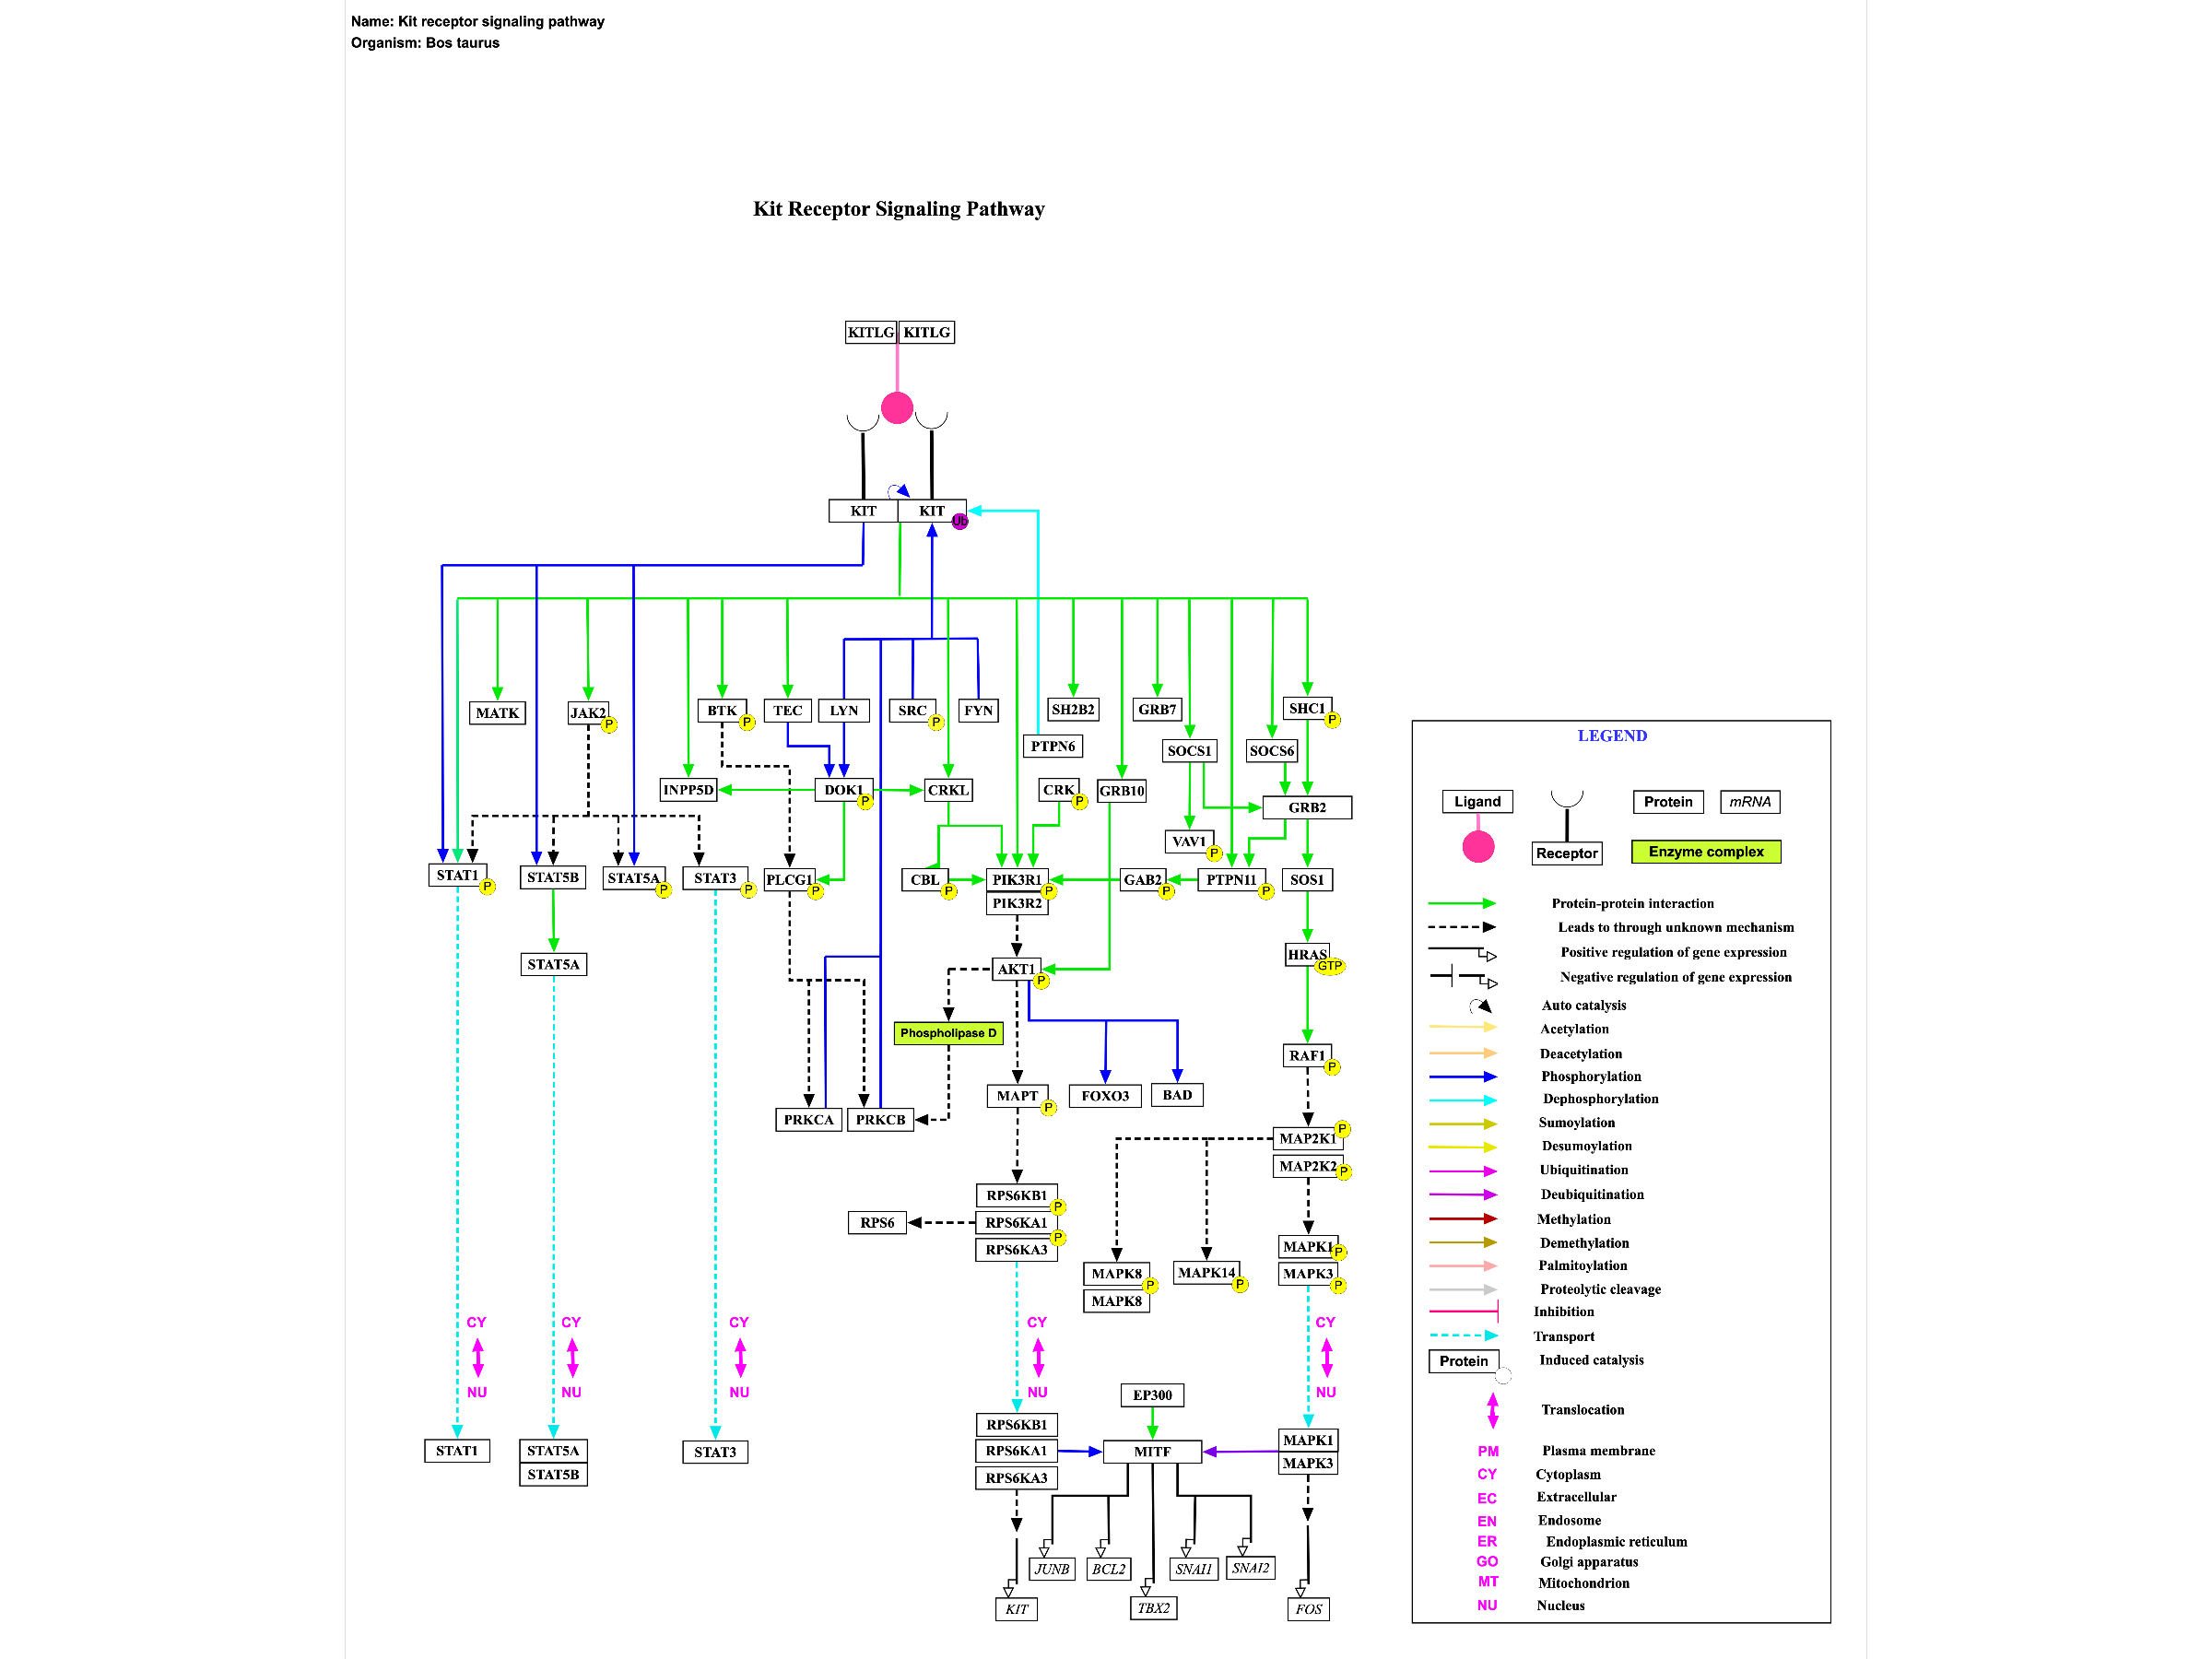 Name: Kit receptor signaling pathway
Organism: Bos taurus
Kit Receptor Signaling Pathway
KITLG KITLG
KIT KIT
Ub
MATK JAK2 P BTK P TEC LYN SRC P FYN SH2B2 GRB7 SHC1 P
PTPN6 SOCS1 SOCS6
INPP5D DOK1 P CRKL CRK P GRB10 GRB2
VAV1 P
STAT1 P STAT5B STAT5A P STAT3 P PLCG1 P CBL P PIK3R1 P GAB2 P PTPN11 P SOS1
PIK3R2
STAT5A AKT1 P HRAS GTP
Phospholipase D
RAF1 P
MAPT P FOXO3 BAD
PRKCA PRKCB
MAP2K1 P
MAP2K2 P
RPS6KB1 P
RPS6 RPS6KA1 P
RPS6KA3
MAPK1 P
MAPK8 P MAPK14 P MAPK3 P
MAPK8
CY CY CY CY CY
NU NU NU NU NU
EP300
RPS6KB1
STAT1 STAT5A STAT3 RPS6KA1 MITF MAPK1
STAT5B RPS6KA3 MAPK3
JUNB BCL2 SNAI1 SNAI2
KIT TBX2 FOS
LEGEND
Ligand Receptor Protein mRNA
Enzyme complex
Protein-protein interaction
Leads to through unknown mechanism
Positive regulation of gene expression
Negative regulation of gene expression
Auto catalysis
Acetylation
Deacetylation
Phosphorylation
Dephosphorylation
Sumoylation
Desumoylation
Ubiquitination
Deubiquitination
Methylation
Demethylation
Palmitoylation
Proteolytic cleavage
Inhibition
Transport
Protein Induced catalysis
Translocation
PM Plasma membrane
CY Cytoplasm
EC Extracellular
EN Endosome
ER Endoplasmic reticulum
GO Golgi apparatus
MT Mitochondrion
NU Nucleus